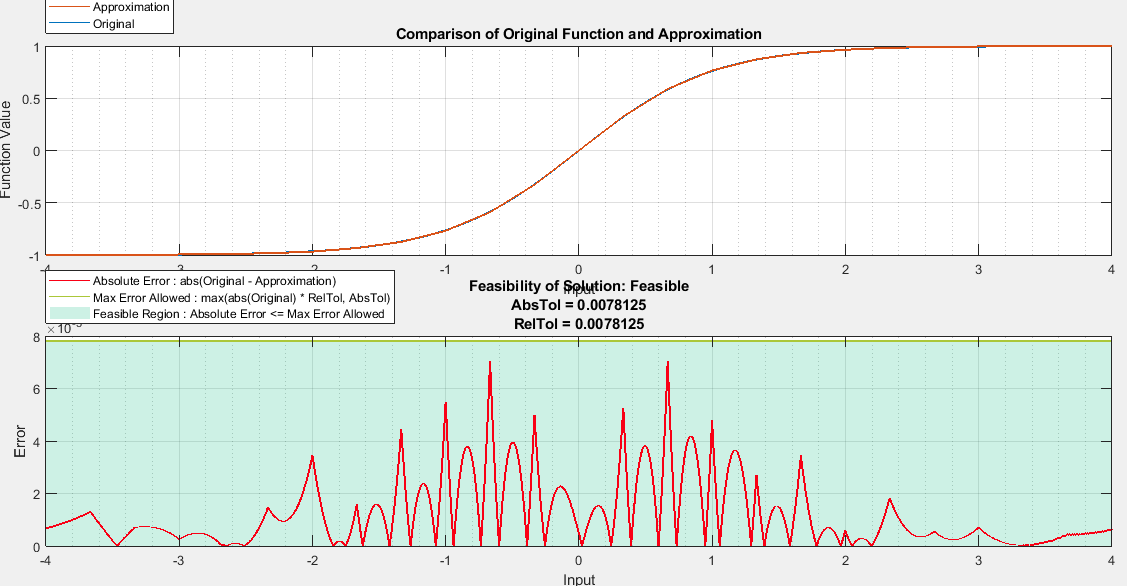 Approximation
Original
Comparison of Original Function and Approximation
Function Value
1
0.5
0
-0.5
-1
-4 -3 -2 -1 0 1 2 3 4
Input
Absolute Error : abs(Original - Approximation)
Max Error Allowed : max(abs(Original) * RelTol, AbsTol)
Feasible Region : Absolute Error <= Max Error Allowed
Feasibility of Solution: Feasible
AbsTol = 0.0078125
RelTol = 0.0078125
Error
8
6
4
2
0
-4 -3 -2 -1 0 1 2 3 4
Input